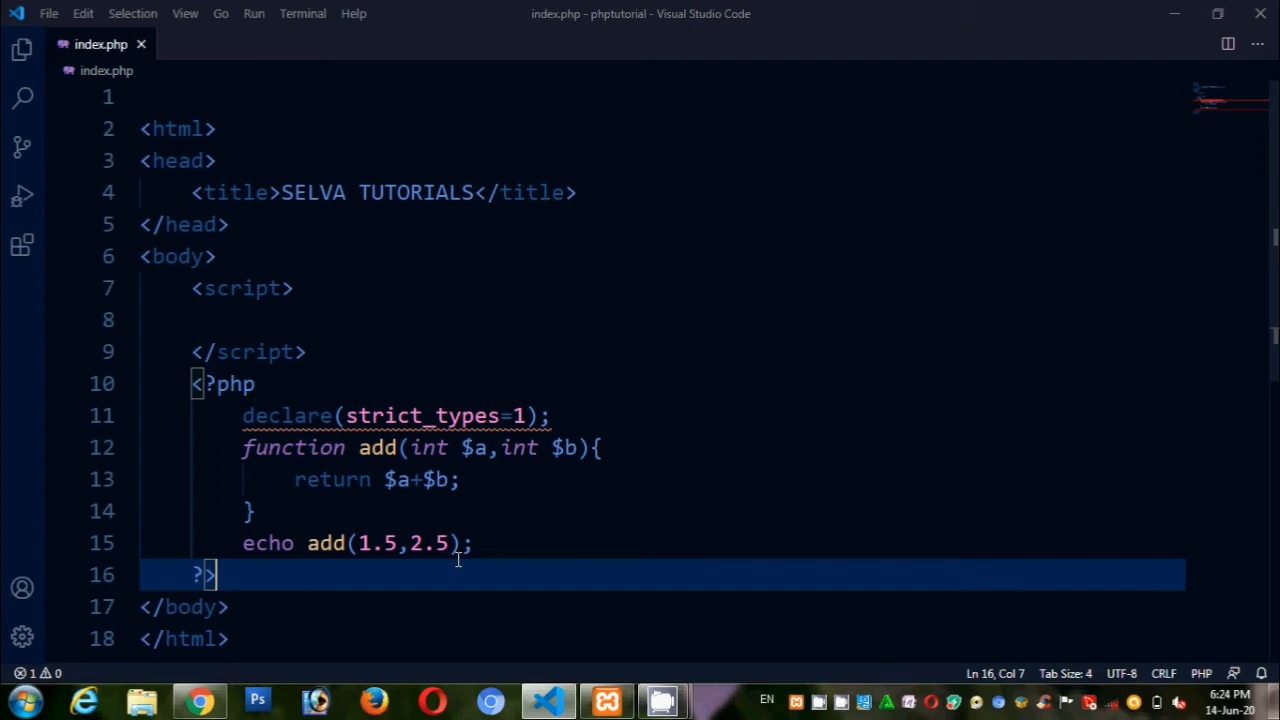 File Edit Selection View Go Run Terminal Help index.php - phptutorial - Visual Studio Code
index.php
index.php
1
2 <html>
3 <head>
4 <title>SELVA TUTORIALS</title>
5 </head>
6 <body>
7 <script>
8
9 </script>
10 <?php
11 declare(strict_types=1);
12 function add(int $a,int $b){
13 return $a+$b;
14 }
15 echo add(1.5,2.5);
16 ?>
17 </body>
18 </html>
1 0 Ln 16, Col 7 Tab Size: 4 UTF-8 CRLF PHP
Ps EN 6:24 PM
14-Jun-20